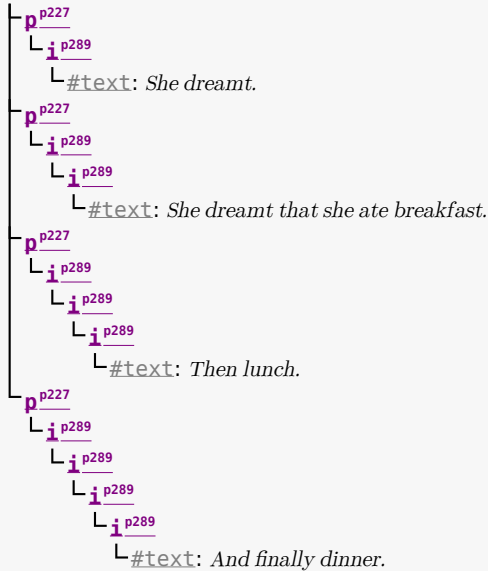 p p227
i p289
#text: She dreamt.
p p227
i p289
i p289
#text: She dreamt that she ate breakfast.
p p227
i p289
i p289
i p289
#text: Then lunch.
p p227
i p289
i p289
i p289
i p289
#text: And finally dinner.